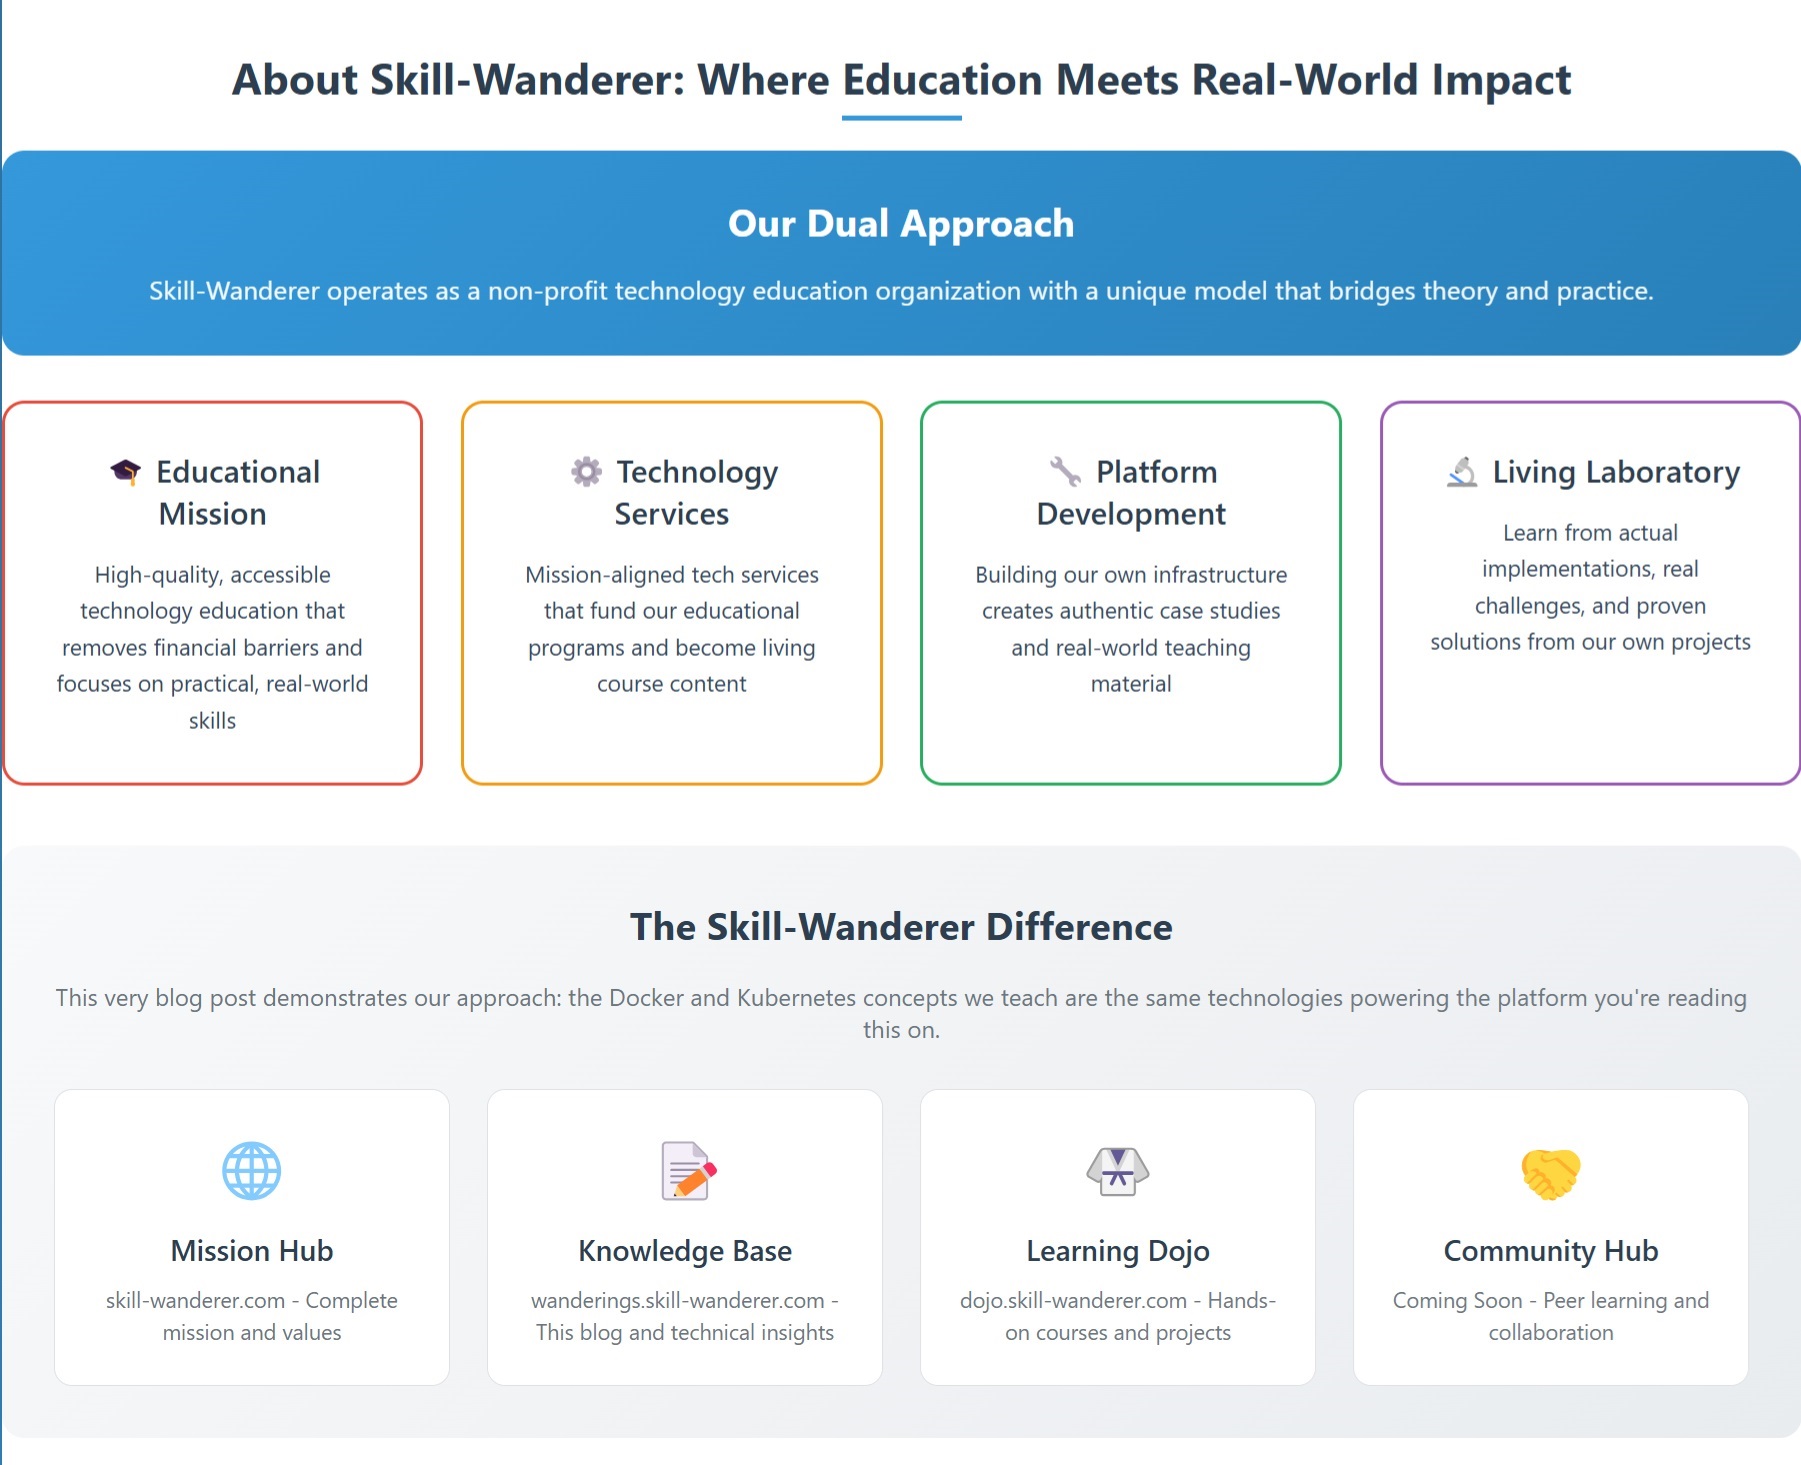 About Skill-Wanderer: Where Education Meets Real-World Impact
Our Dual Approach
Skill-Wanderer operates as a non-profit technology education organization with a unique model that bridges theory and practice.
Educational
Mission
High-quality, accessible
technology education that
removes financial barriers and
focuses on practical, real-world
skills
Technology
Services
Mission-aligned tech services
that fund our educational
programs and become living
course content
Platform
Development
Building our own infrastructure
creates authentic case studies
and real-world teaching
material
Living Laboratory
Learn from actual
implementations, real
challenges, and proven
solutions from our own projects
The Skill-Wanderer Difference
This very blog post demonstrates our approach: the Docker and Kubernetes concepts we teach are the same technologies powering the platform you're reading
this on.
Mission Hub
skill-wanderer.com - Complete
mission and values
Knowledge Base
wanderings.skill-wanderer.com -
This blog and technical insights
Learning Dojo
dojo.skill-wanderer.com - Hands-
on courses and projects
Community Hub
Coming Soon - Peer learning and
collaboration